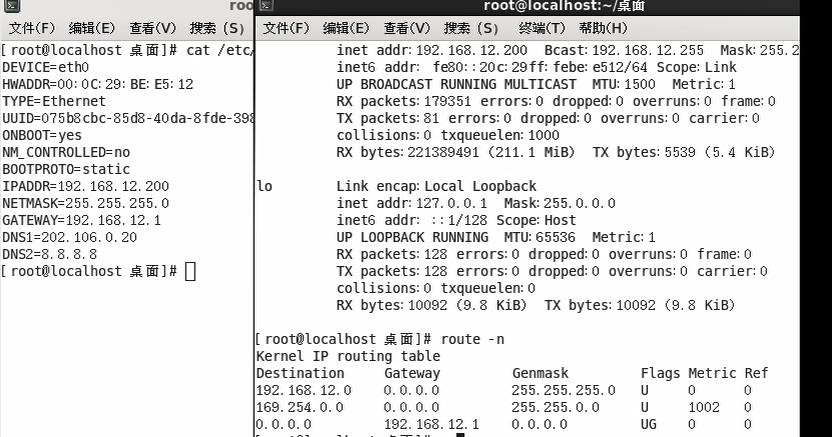 roo
文件(F) 编辑(E) 查看(V) 搜索 (S)
[root@localhost 桌面]# cat /etc/
DEVICE=eth0
HWADDR=00:0C:29:BE:E5:12
TYPE=Ethernet
UUID=075b8cbc-85d8-40da-8fde-398
ONBOOT=yes
NM_CONTROLLED=no
BOOTPROTO=static
IPADDR=192.168.12.200
NETMASK=255.255.255.0
GATEWAY=192.168.12.1
DNS1=202.106.0.20
DNS2=8.8.8.8
[root@localhost 桌面]#
root@localhost:~/桌面
文件(F) 编辑(E) 查看(V) 搜索 (S) 终端(T) 帮助(H)
inet addr:192.168.12.200 Bcast:192.168.12.255 Mask:255.2
inet6 addr: fe80::20c:29ff:febe:e512/64 Scope:Link
UP BROADCAST RUNNING MULTICAST MTU:1500 Metric:1
RX packets:179351 errors:0 dropped:0 overruns:0 frame:0
TX packets:81 errors:0 dropped:0 overruns:0 carrier:0
collisions:0 txqueuelen:1000
RX bytes:221389491 (211.1 MiB) TX bytes:5539 (5.4 KiB)
lo Link encap:Local Loopback
inet addr:127.0.0.1 Mask:255.0.0.0
inet6 addr: ::1/128 Scope:Host
UP LOOPBACK RUNNING MTU:65536 Metric:1
RX packets:128 errors:0 dropped:0 overruns:0 frame:0
TX packets:128 errors:0 dropped:0 overruns:0 carrier:0
collisions:0 txqueuelen:0
RX bytes:10092 (9.8 KiB) TX bytes:10092 (9.8 KiB)
[root@localhost 桌面]# route -n
Kernel IP routing table
Destination Gateway Genmask Flags Metric Ref
192.168.12.0 0.0.0.0 255.255.255.0 U 0 0
169.254.0.0 0.0.0.0 255.255.0.0 U 1002 0
0.0.0.0 192.168.12.1 0.0.0.0 UG 0 0